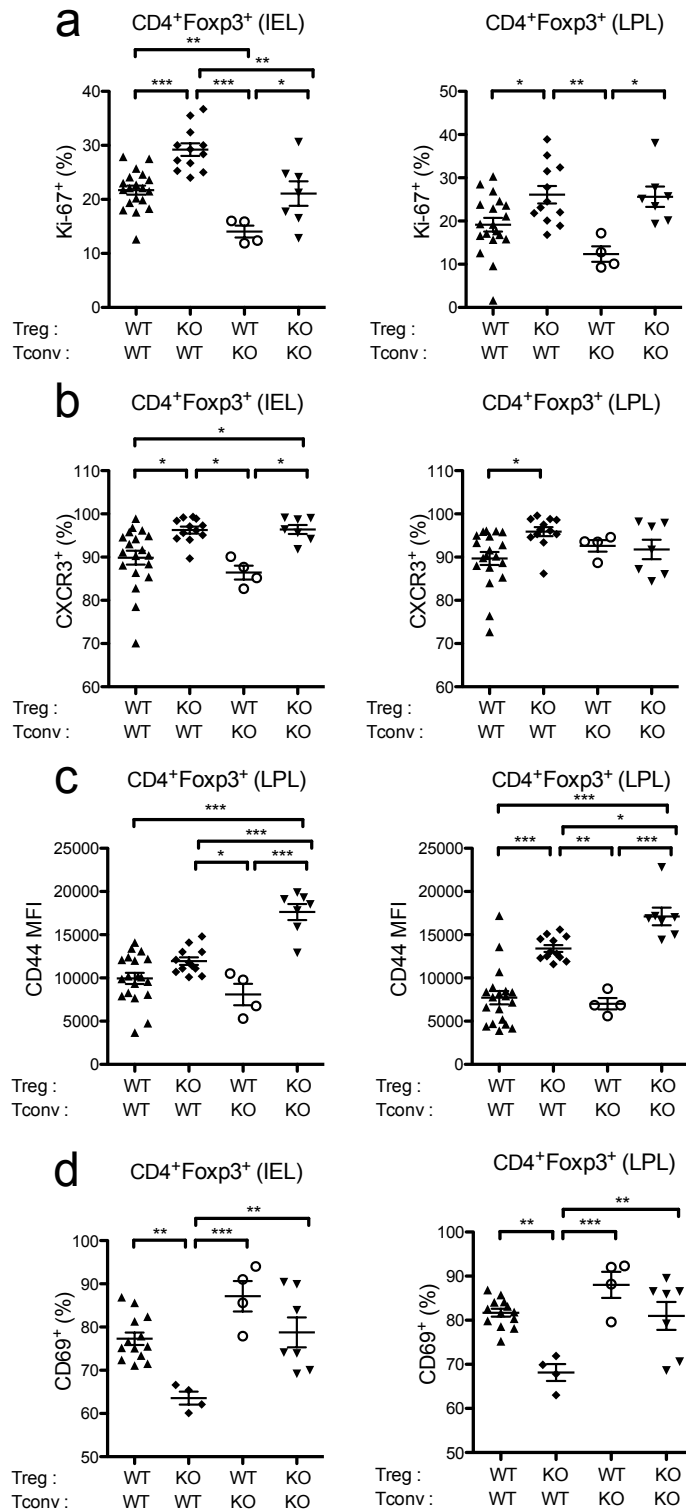 a
CD4+Foxp3+ (IEL)
CD4+Foxp3+ (LPL)
**
**
*** *** *
* ** *
Ki-67+ (%)
40
30
20
10
0
Ki-67+ (%)
50
40
30
20
10
0
Treg : WT KO WT KO
Tconv : WT WT KO KO
WT KO WT KO
WT WT KO KO
b
CD4+Foxp3+ (IEL)
CD4+Foxp3+ (LPL)
*
* * *
*
CXCR3+ (%)
110
100
90
80
70
60
CXCR3+ (%)
110
100
90
80
70
60
Treg : WT KO WT KO
Tconv : WT WT KO KO
Treg : WT KO WT KO
Tconv : WT WT KO KO
c
CD4+Foxp3+ (LPL)
CD4+Foxp3+ (LPL)
***
***
* ***
***
*
*** ** ***
CD44 MFI
25000
20000
15000
10000
5000
0
CD44 MFI
25000
20000
15000
10000
5000
0
Treg : WT KO WT KO
Tconv : WT WT KO KO
Treg : WT KO WT KO
Tconv : WT WT KO KO
d
CD4+Foxp3+ (IEL)
CD4+Foxp3+ (LPL)
**
** ***
**
** ***
CD69+ (%)
100
90
80
70
60
50
CD69+ (%)
100
90
80
70
60
50
Treg : WT KO WT KO
Tconv : WT WT KO KO
Treg : WT KO WT KO
Tconv : WT WT KO KO